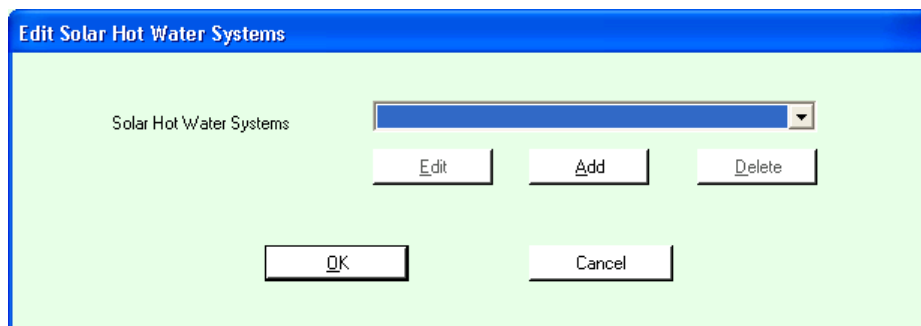 Edit Solar Hot Water Systems
Solar Hot Water Systems
Edit Add Delete
OK Cancel